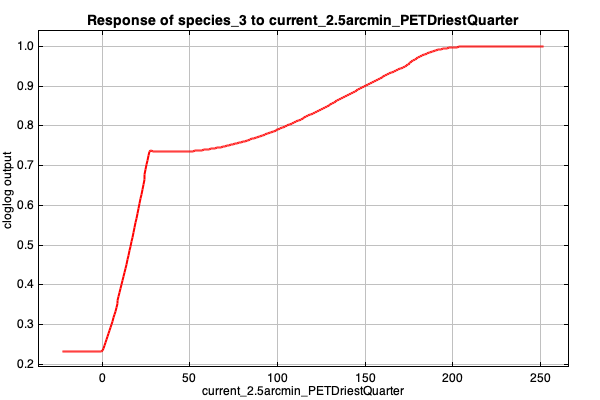 Response of species_3 to current_2.5arcmin_PETDriestQuarter
1.0
0.9
0.8
0.7
0.6
0.5
0.4
0.3
0.2
cloglog output
0 50 100 150 200 250
current_2.5arcmin_PETDriestQuarter